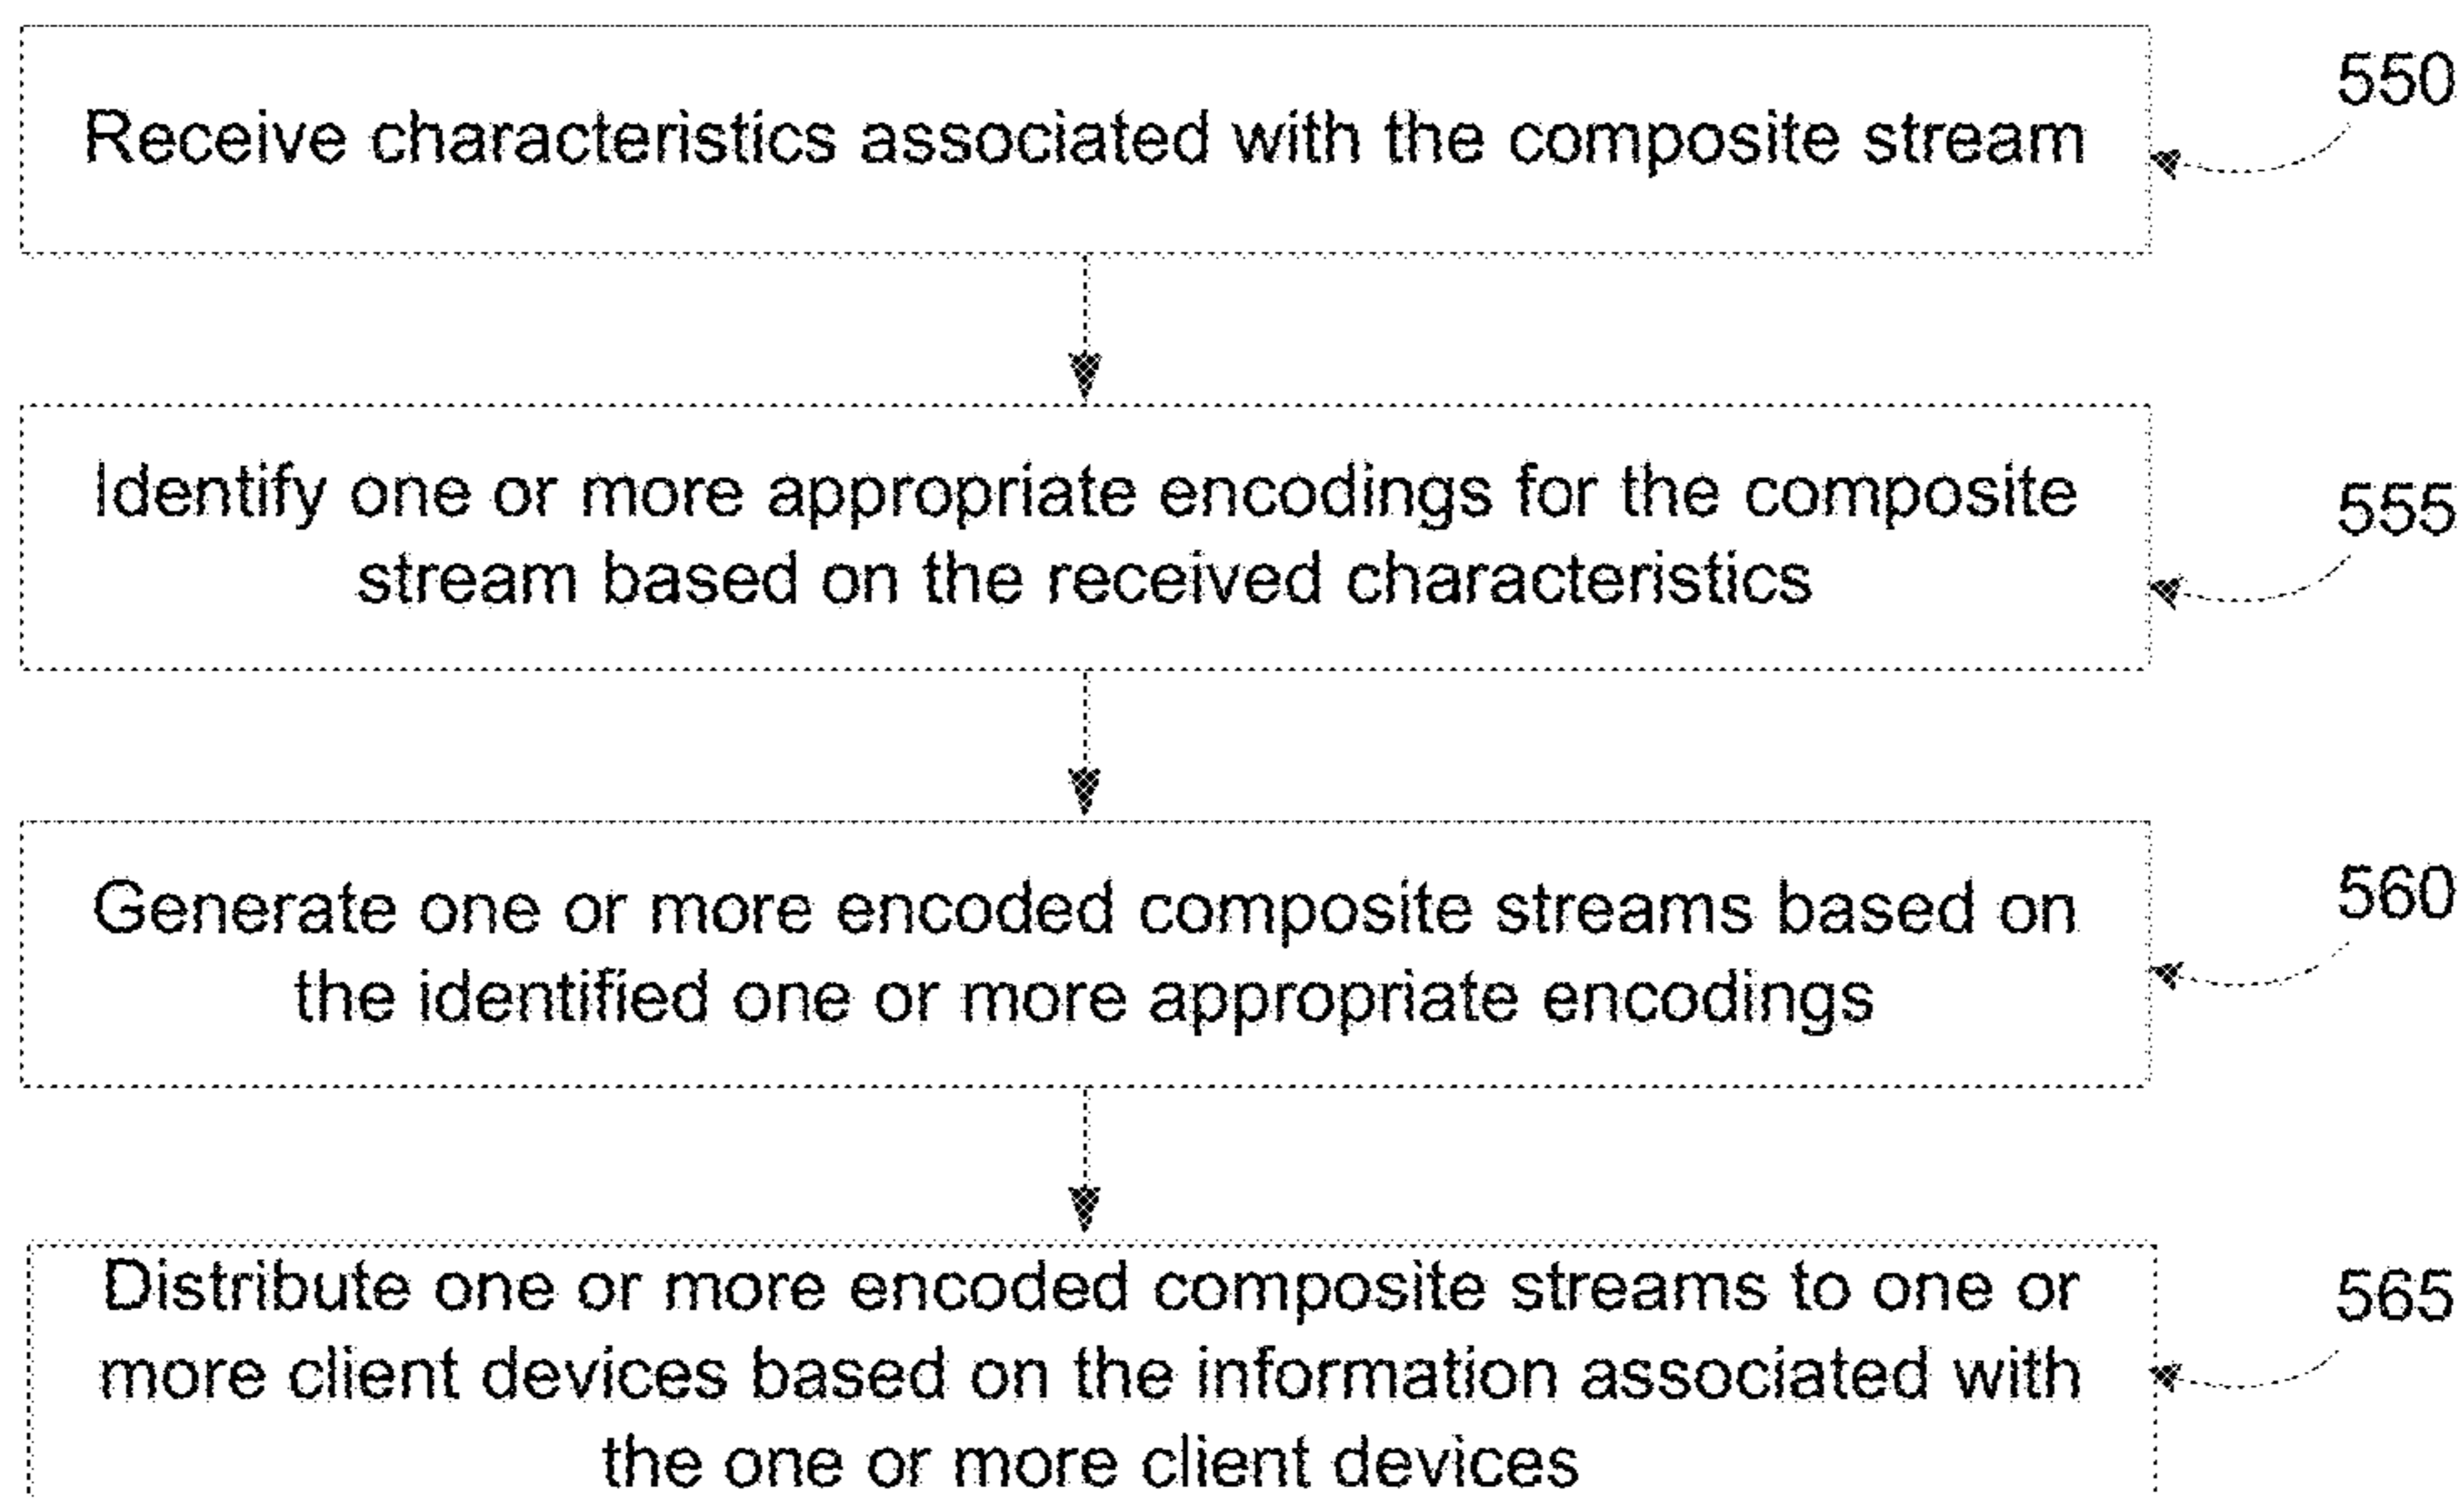 Receive characteristics associated with the composite stream
550
Identify one or more appropriate encodings for the composite
stream based on the received characteristics
555
Generate one or more encoded composite streams based on
the identified one or more appropriate encodings
560
Distribute one or more encoded composite streams to one or
more client devices based on the information associated with
the one or more client devices
565